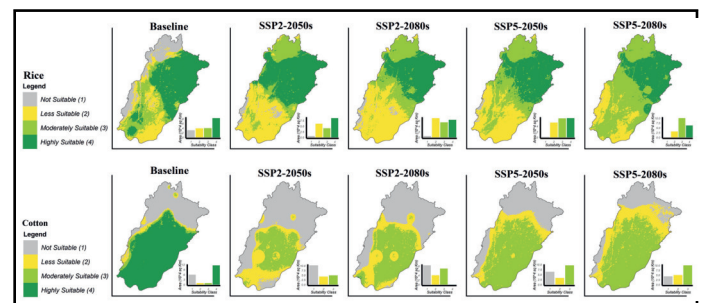 Baseline SSP2-2050s SSP2-2080s SSP5-2050s SSP5-2080s
Rice
Legend
Not Suitable (1)
Less Suitable (2)
Moderately Suitable (3)
Highly Suitable (4)
Suitability Class Suitability Class Suitability Class Suitability Class Suitability Class
Baseline SSP2-2050s SSP2-2080s SSP5-2050s SSP5-2080s
Cotton
Legend
Not Suitable (1)
Less Suitable (2)
Moderately Suitable (3)
Highly Suitable (4)
Suitability Class Suitability Class Suitability Class Suitability Class Suitability Class